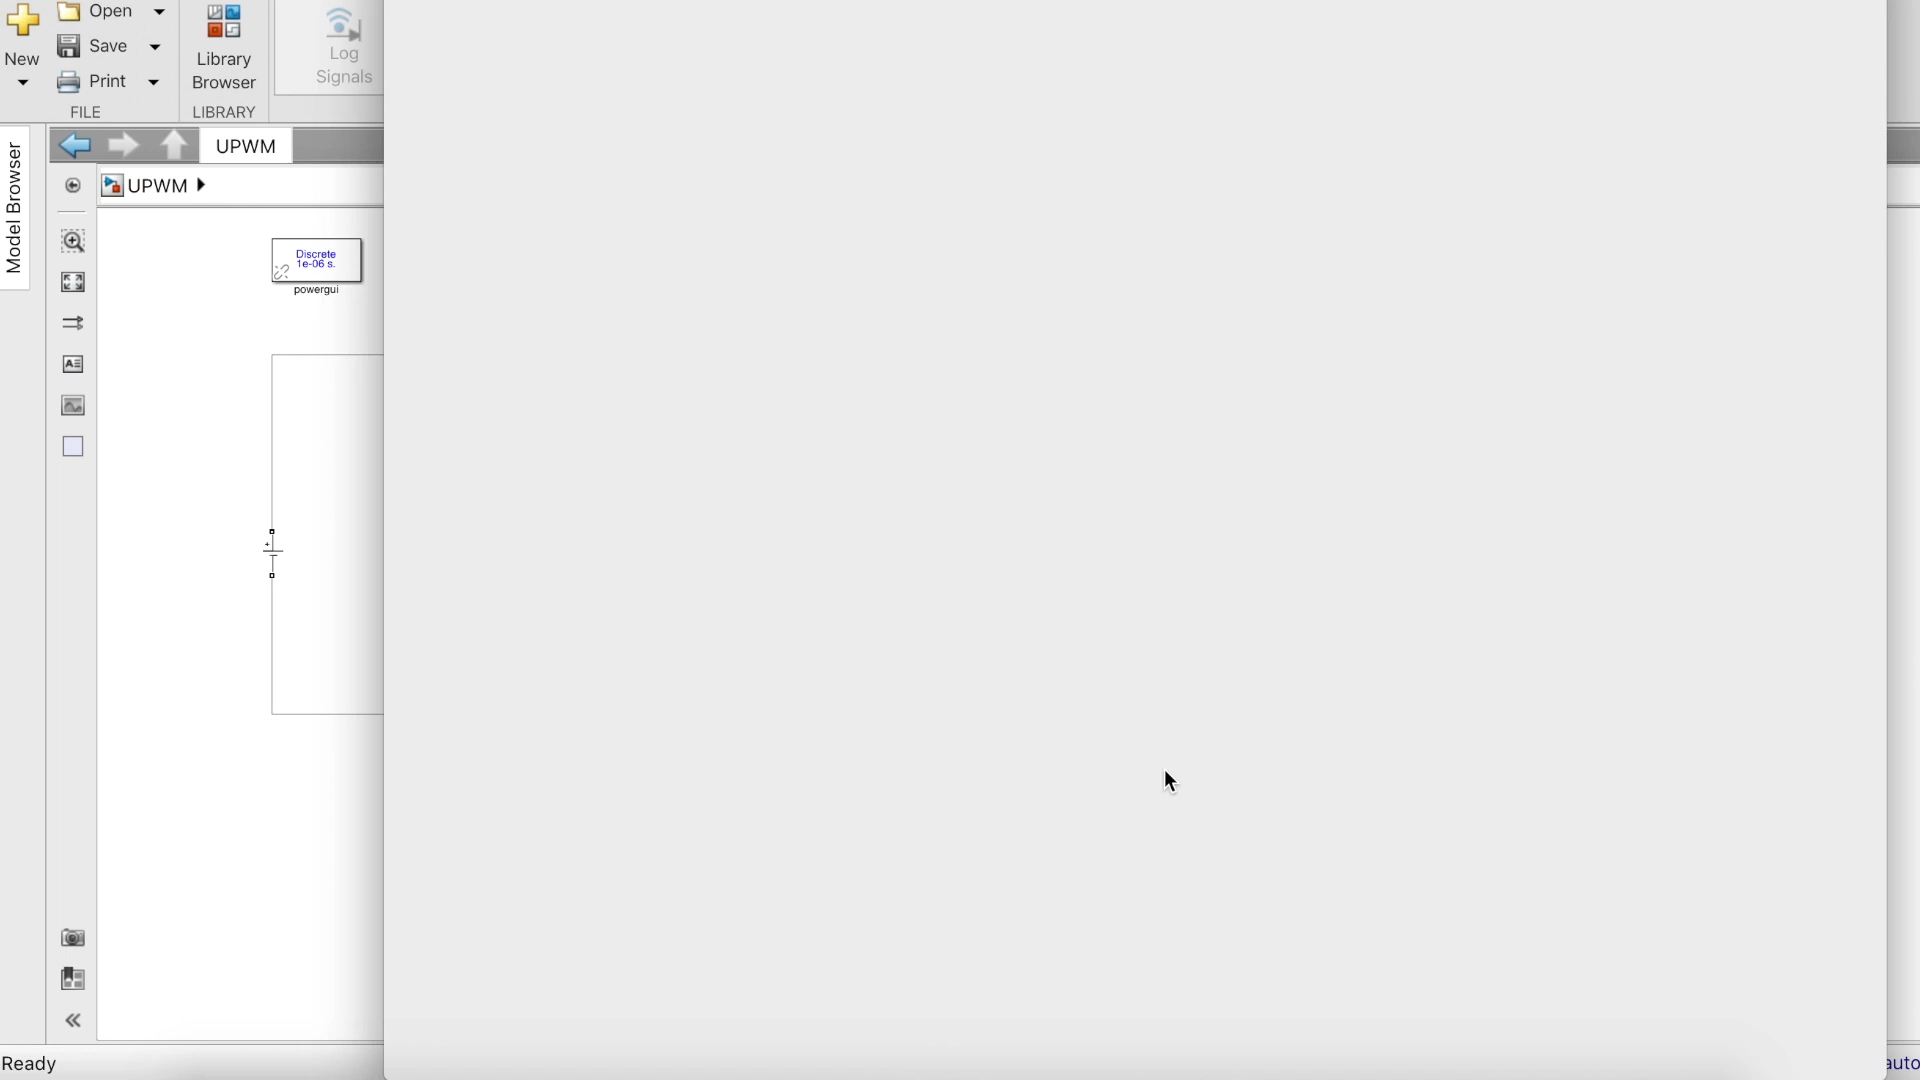 Open
Save
New
Print
FILE
Library
Browser
LIBRARY
Log
Signals
Model Browser
UPWM
UPWM
Discrete
1e-06 s.
powergui
+
Ready
auto